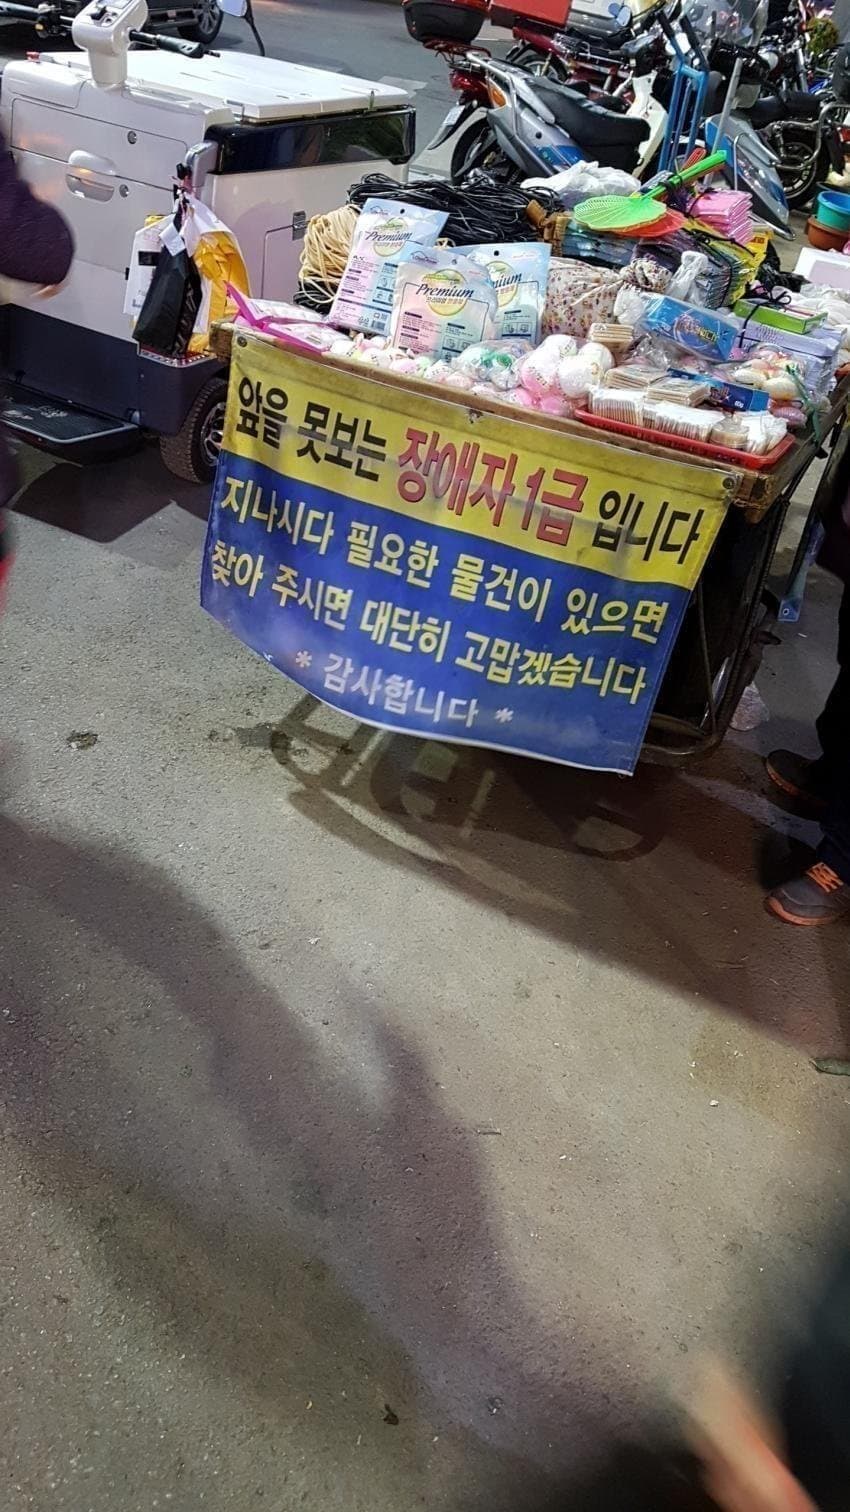 앞을 못보는 장애자 1급 입니다
지나시다 필요한 물건이 있으면
찾아 주시면 대단히 고맙겠습니다
* 감사합니다 *
Premium
Premium
Premium